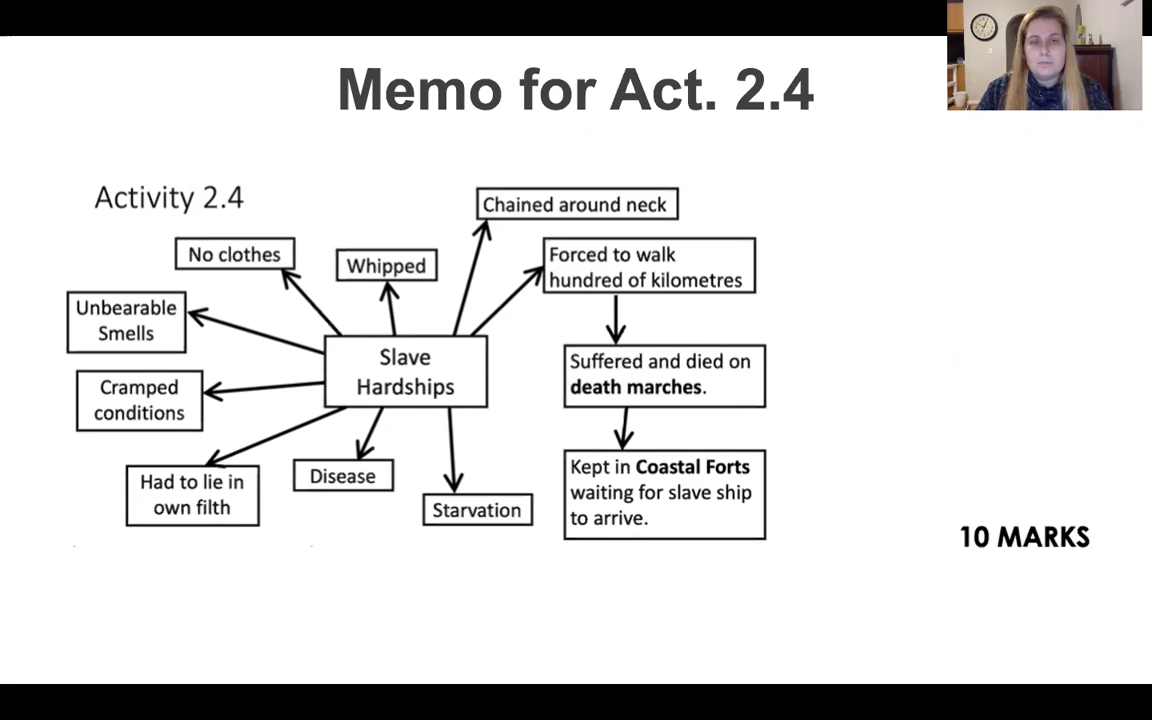 Memo for Act. 2.4
Activity 2.4
Chained around neck
No clothes
Whipped
Forced to walk
hundred of kilometres
Unbearable
Smells
Slave
Hardships
Suffered and died on
death marches.
Cramped
conditions
Had to lie in
own filth
Disease
Starvation
Kept in Coastal Forts
waiting for slave ship
to arrive.
10 MARKS